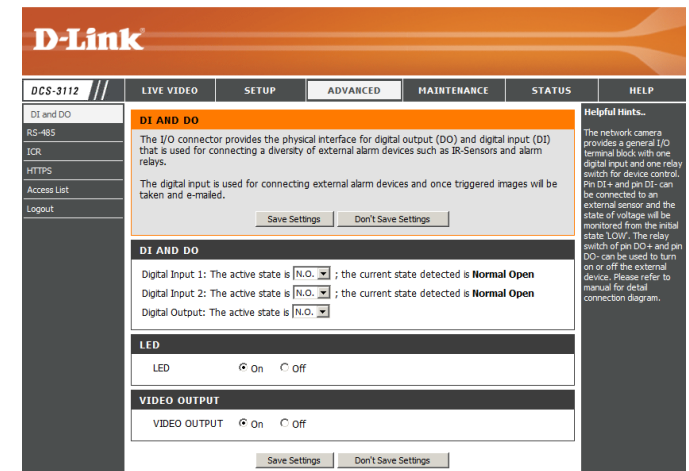 D-Link
DCS-3112 // LIVE VIDEO SETUP ADVANCED MAINTENANCE STATUS HELP
DI and DO
RS-485
ICR
HTTPS
Access List
Logout
DI AND DO
The I/O connector provides the physical interface for digital output (DO) and digital input (DI)
that is used for connecting a diversity of external alarm devices such as IR-Sensors and alarm
relays.
The digital input is used for connecting external alarm devices and once triggered images will be
taken and e-mailed.
Save Settings Don't Save Settings
DI AND DO
Digital Input 1: The active state is N.O. ; the current state detected is Normal Open
Digital Input 2: The active state is N.O. ; the current state detected is Normal Open
Digital Output: The active state is N.O.
LED
LED On Off
VIDEO OUTPUT
VIDEO OUTPUT On Off
Save Settings Don't Save Settings
Helpful Hints..
The network camera
provides a general I/O
terminal block with one
digital input and one relay
switch for device control.
Pin DI+ and pin DI- can
be connected to an
external sensor and the
state of voltage will be
monitored from the initial
state 'LOW'. The relay
switch of pin DO+ and pin
DO- can be used to turn
on or off the external
device. Please refer to
manual for detail
connection diagram.